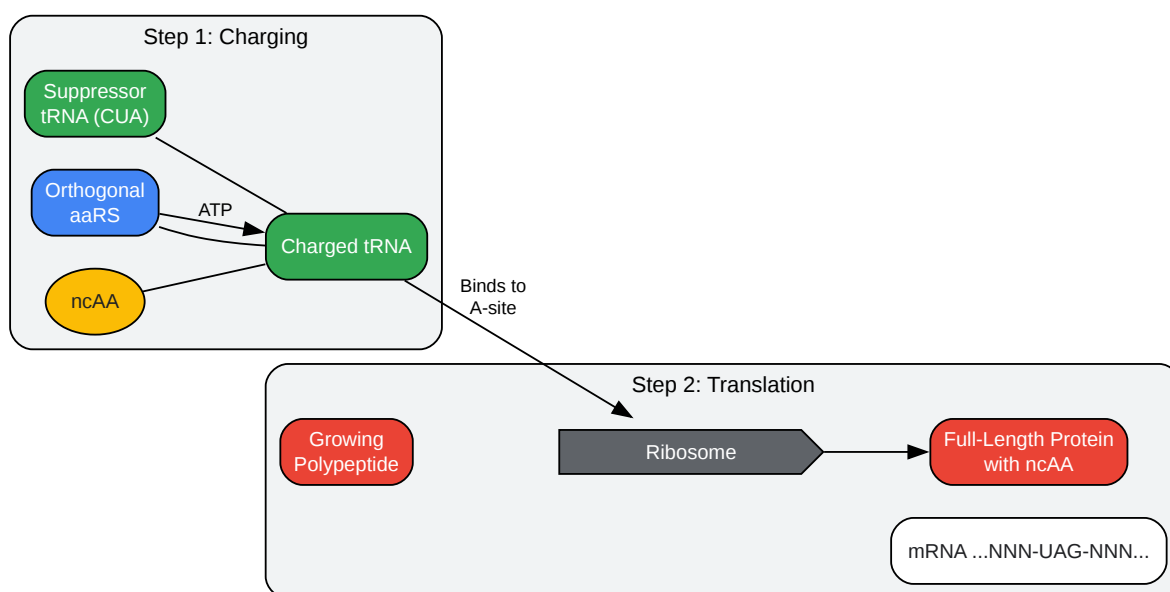 Step 1: Charging
Suppressor
tRNA (CUA)
Orthogonal
aaRS
ATP
Charged tRNA
ncAA
Binds to
A-site
Step 2: Translation
Growing
Polypeptide
Ribosome
Full-Length Protein
with ncAA
mRNA ...NNN-UAG-NNN...